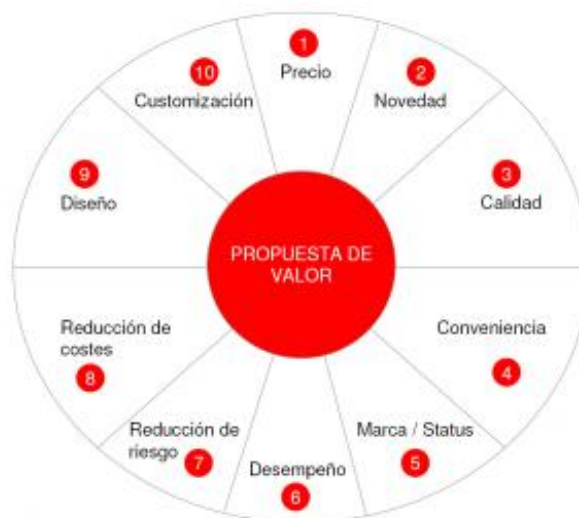 1
Precio
2
Novedad
3
Calidad
Conveniencia
4
Marca / Status
5
Desempeño
6
Reducción de
riesgo
7
Reducción de
costes
8
9
Diseño
10
Customización
PROPUESTA DE
VALOR